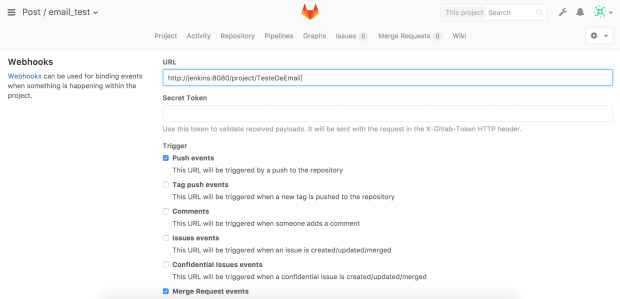 Post / email_test
This project Search
Project Activity Repository Pipelines Graphs Issues 0 Merge Requests 0 Wiki
Webhooks
Webhooks can be used for binding events
when something is happening within the
project.
URL
http://jenkins:8080/project/TesteDeEmail
Secret Token
Use this token to validate received payloads. It will be sent with the request in the X-Gitlab-Token HTTP header.
Trigger
Push events
This URL will be triggered by a push to the repository
Tag push events
This URL will be triggered when a new tag is pushed to the repository
Comments
This URL will be triggered when someone adds a comment
Issues events
This URL will be triggered when an issue is created/updated/merged
Confidential Issues events
This URL will be triggered when a confidential issue is created/updated/merged
Merge Request events